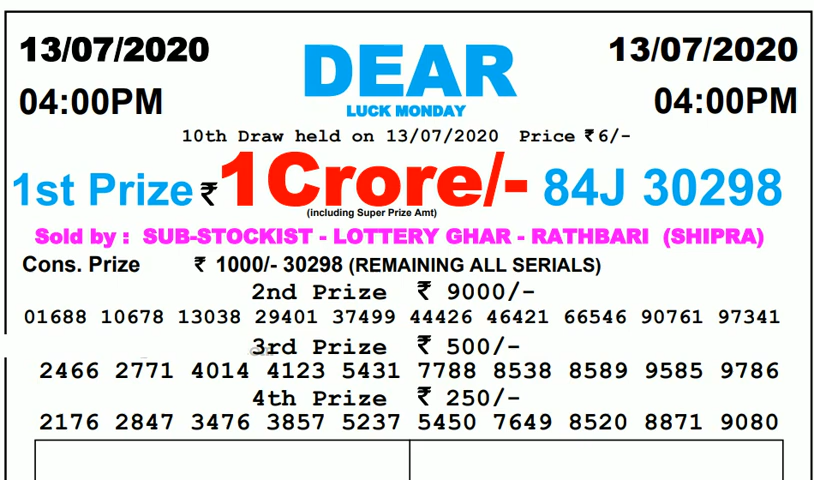 13/07/2020 DEAR 13/07/2020
04:00PM LUCK MONDAY 04:00PM
10th Draw held on 13/07/2020 Price ₹6/-
1st Prize ₹1Crore/- 84J 30298
(including Super Prize Amt)
Sold by : SUB-STOCKIST - LOTTERY GHAR - RATHBARI (SHIPRA)
Cons. Prize ₹ 1000/- 30298 (REMAINING ALL SERIALS)
2nd Prize ₹ 9000/-
01688 10678 13038 29401 37499 44426 46421 66546 90761 97341
3rd Prize ₹ 500/-
2466 2771 4014 4123 5431 7788 8538 8589 9585 9786
4th Prize ₹ 250/-
2176 2847 3476 3857 5237 5450 7649 8520 8871 9080